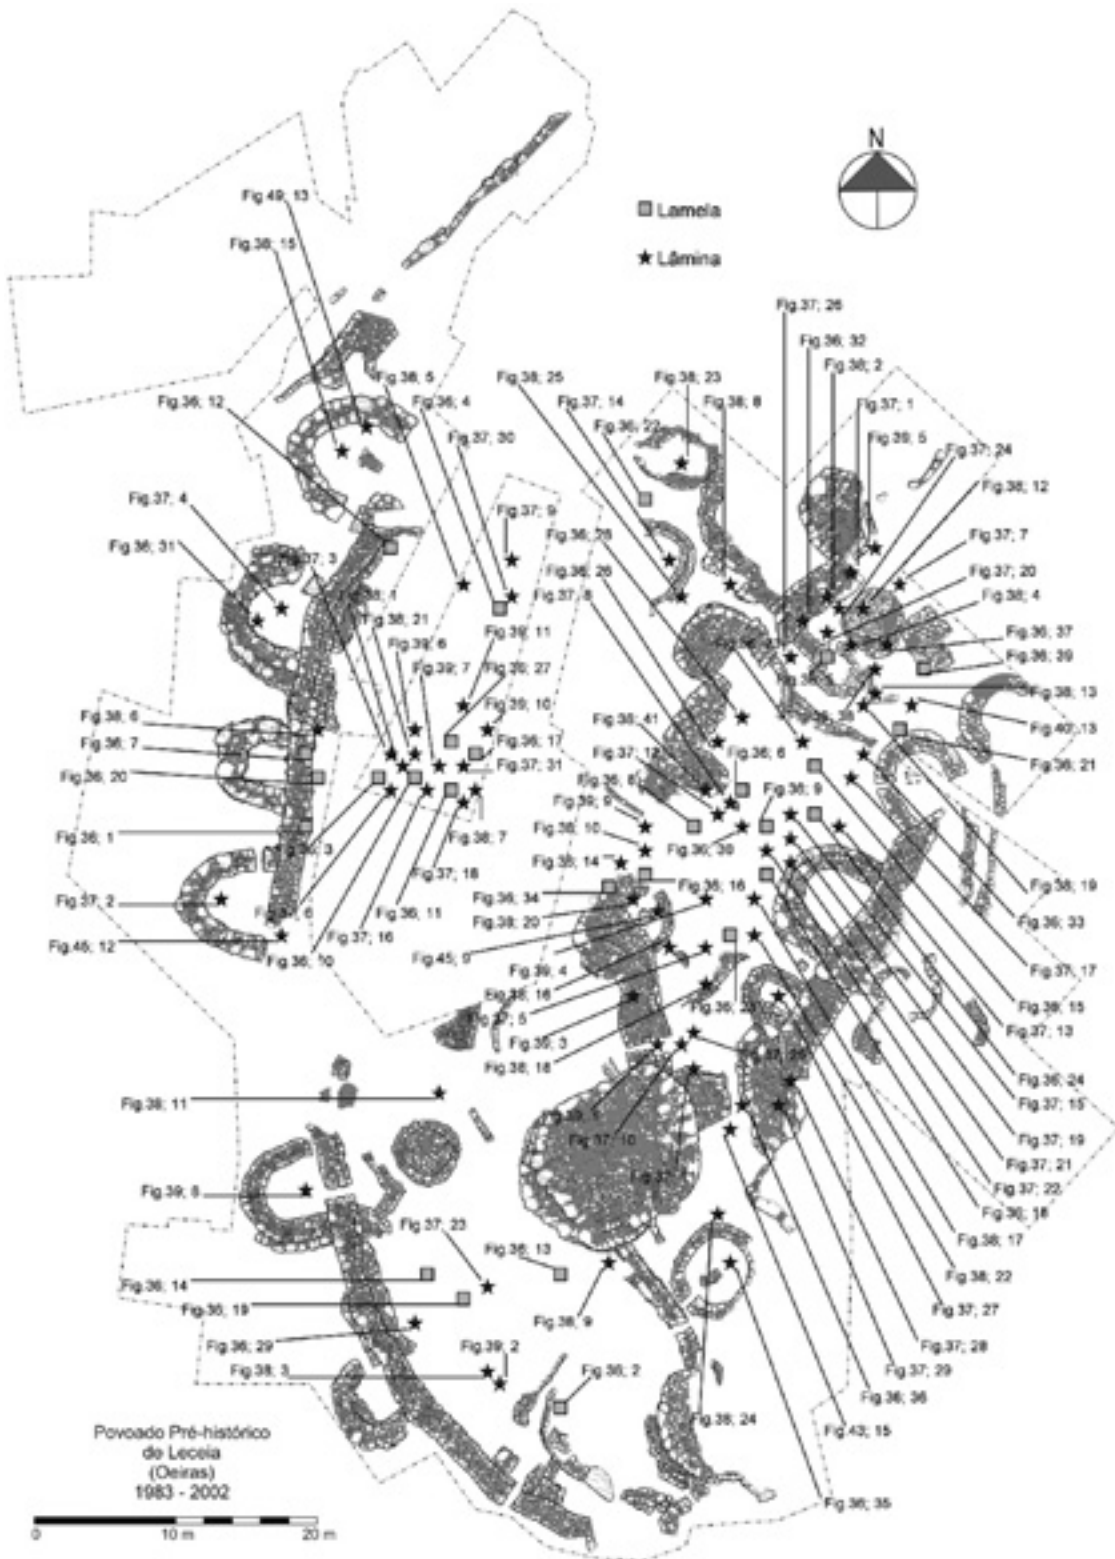 N
Lamela
Lâmina
Fig 49; 13
Fig.38; 15
Fig.36; 12
Fig.38; 5
Fig.36; 4
Fig.37; 30
Fig.37; 9
Fig.37; 4
Fig.36; 31
Fig.37; 3
Fig.38; 1
Fig.38; 21
Fig.39; 6
Fig.39; 7
Fig.39; 11
Fig.39; 10
Fig.36; 17
Fig.37; 31
Fig.38; 6
Fig.36; 7
Fig.36; 20
Fig.36; 1
Fig.38; 7
Fig.37; 18
Fig.36; 11
Fig.37; 16
Fig.36; 10
Fig.37; 2
Fig.45; 12
Fig.38; 25
Fig.37; 14
Fig.36; 22
Fig.38; 23
Fig.38; 8
Fig.37; 26
Fig.36; 32
Fig.38; 2
Fig.37; 1
Fig.39; 5
Fig.37; 24
Fig.38; 12
Fig.37; 7
Fig.37; 20
Fig.38; 4
Fig.36; 37
Fig.36; 39
Fig.38; 13
Fig.40; 13
Fig.36; 21
Fig.36; 26
Fig.37; 8
Fig.36; 6
Fig.36; 8
Fig.39; 9
Fig.38; 10
Fig.38; 14
Fig.36; 34
Fig.38; 20
Fig.45; 9
Fig.39; 4
Fig.38; 16
Fig.39; 3
Fig.38; 18
Fig.36; 16
Fig.37; 10
Fig.38; 19
Fig.36; 33
Fig.37; 17
Fig.37; 13
Fig.36; 24
Fig.37; 15
Fig.37; 19
Fig.37; 21
Fig.37; 22
Fig.36; 18
Fig.38; 17
Fig.38; 22
Fig.37; 27
Fig.37; 28
Fig.37; 29
Fig.36; 36
Fig.43; 15
Fig.36; 35
Fig.38; 11
Fig.39; 8
Fig.37; 23
Fig.36; 13
Fig.36; 14
Fig.36; 19
Fig.36; 29
Fig.38; 3
Fig.39; 2
Fig.38; 9
Fig.36; 2
Fig.38; 24
Povoado Pré-histórico
de Leceia
(Oeiras)
1983 - 2002
0 10 m 20 m